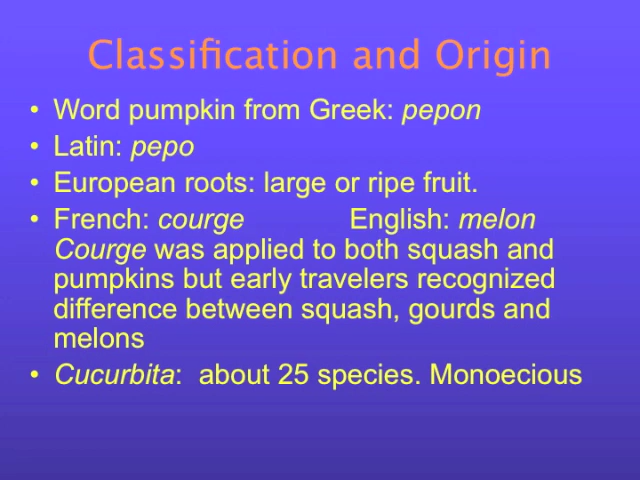 Classification and Origin
• Word pumpkin from Greek: pepon
• Latin: pepo
• European roots: large or ripe fruit.
• French: courge English: melon
Courge was applied to both squash and
pumpkins but early travelers recognized
difference between squash, gourds and
melons
• Cucurbita: about 25 species. Monoecious